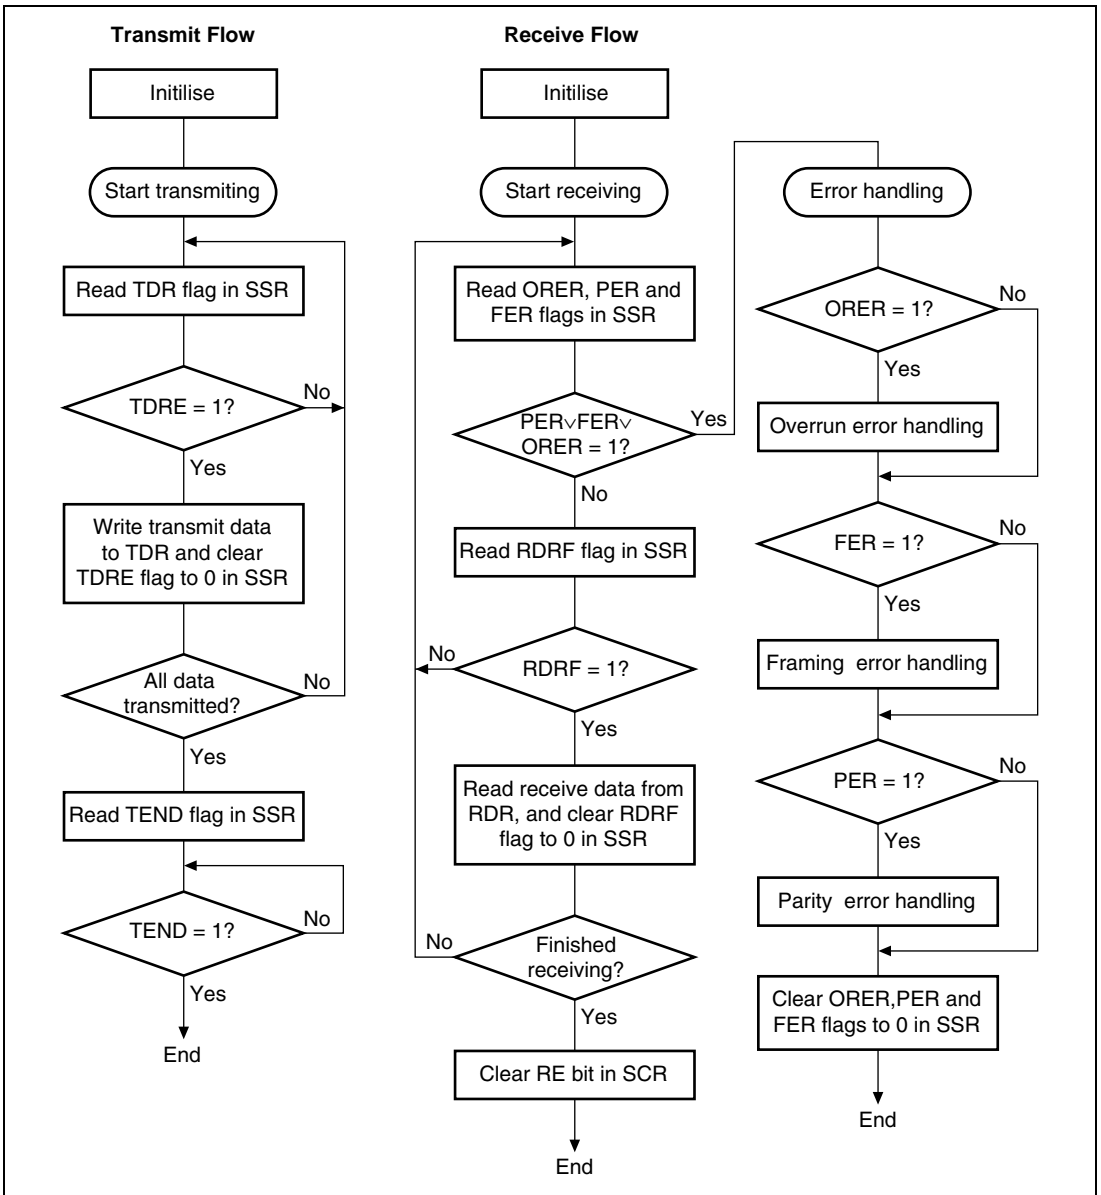 Transmit Flow
Initilise
Start transmiting
Read TDR flag in SSR
TDRE = 1?
No
Yes
Write transmit data
to TDR and clear
TDRE flag to 0 in SSR
All data
transmitted?
No
Yes
Read TEND flag in SSR
TEND = 1?
No
Yes
End
Receive Flow
Initilise
Start receiving
Read ORER, PER and
FER flags in SSR
PER∨FER∨
ORER = 1?
Yes
No
Read RDRF flag in SSR
No
RDRF = 1?
Yes
Read receive data from
RDR, and clear RDRF
flag to 0 in SSR
No
Finished
receiving?
Yes
Clear RE bit in SCR
End
Error handling
ORER = 1?
No
Yes
Overrun error handling
FER = 1?
No
Yes
Framing error handling
PER = 1?
No
Yes
Parity error handling
Clear ORER,PER and
FER flags to 0 in SSR
End